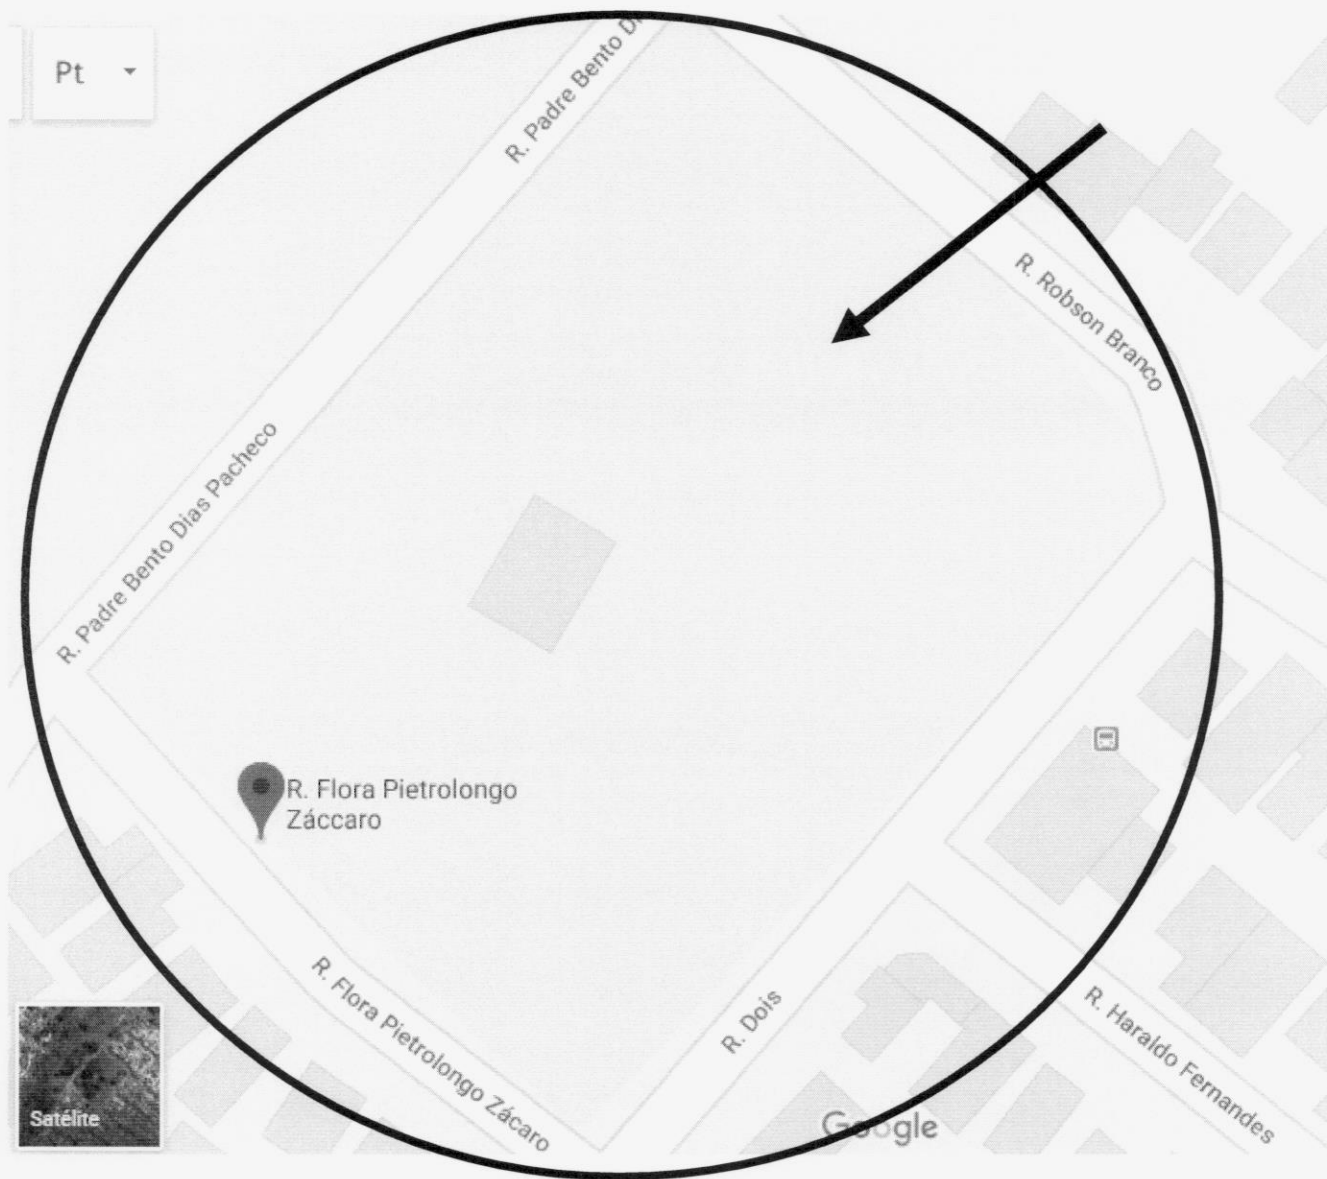 Pt
R. Padre Bento Di
R. Robson Branco
R. Padre Bento Dias Pacheco
R. Flora Pietrolongo
Záccaro
R. Flora Pietrolongo Zácaro
R. Dois
R. Haraldo Fernandes
Satélite
Google